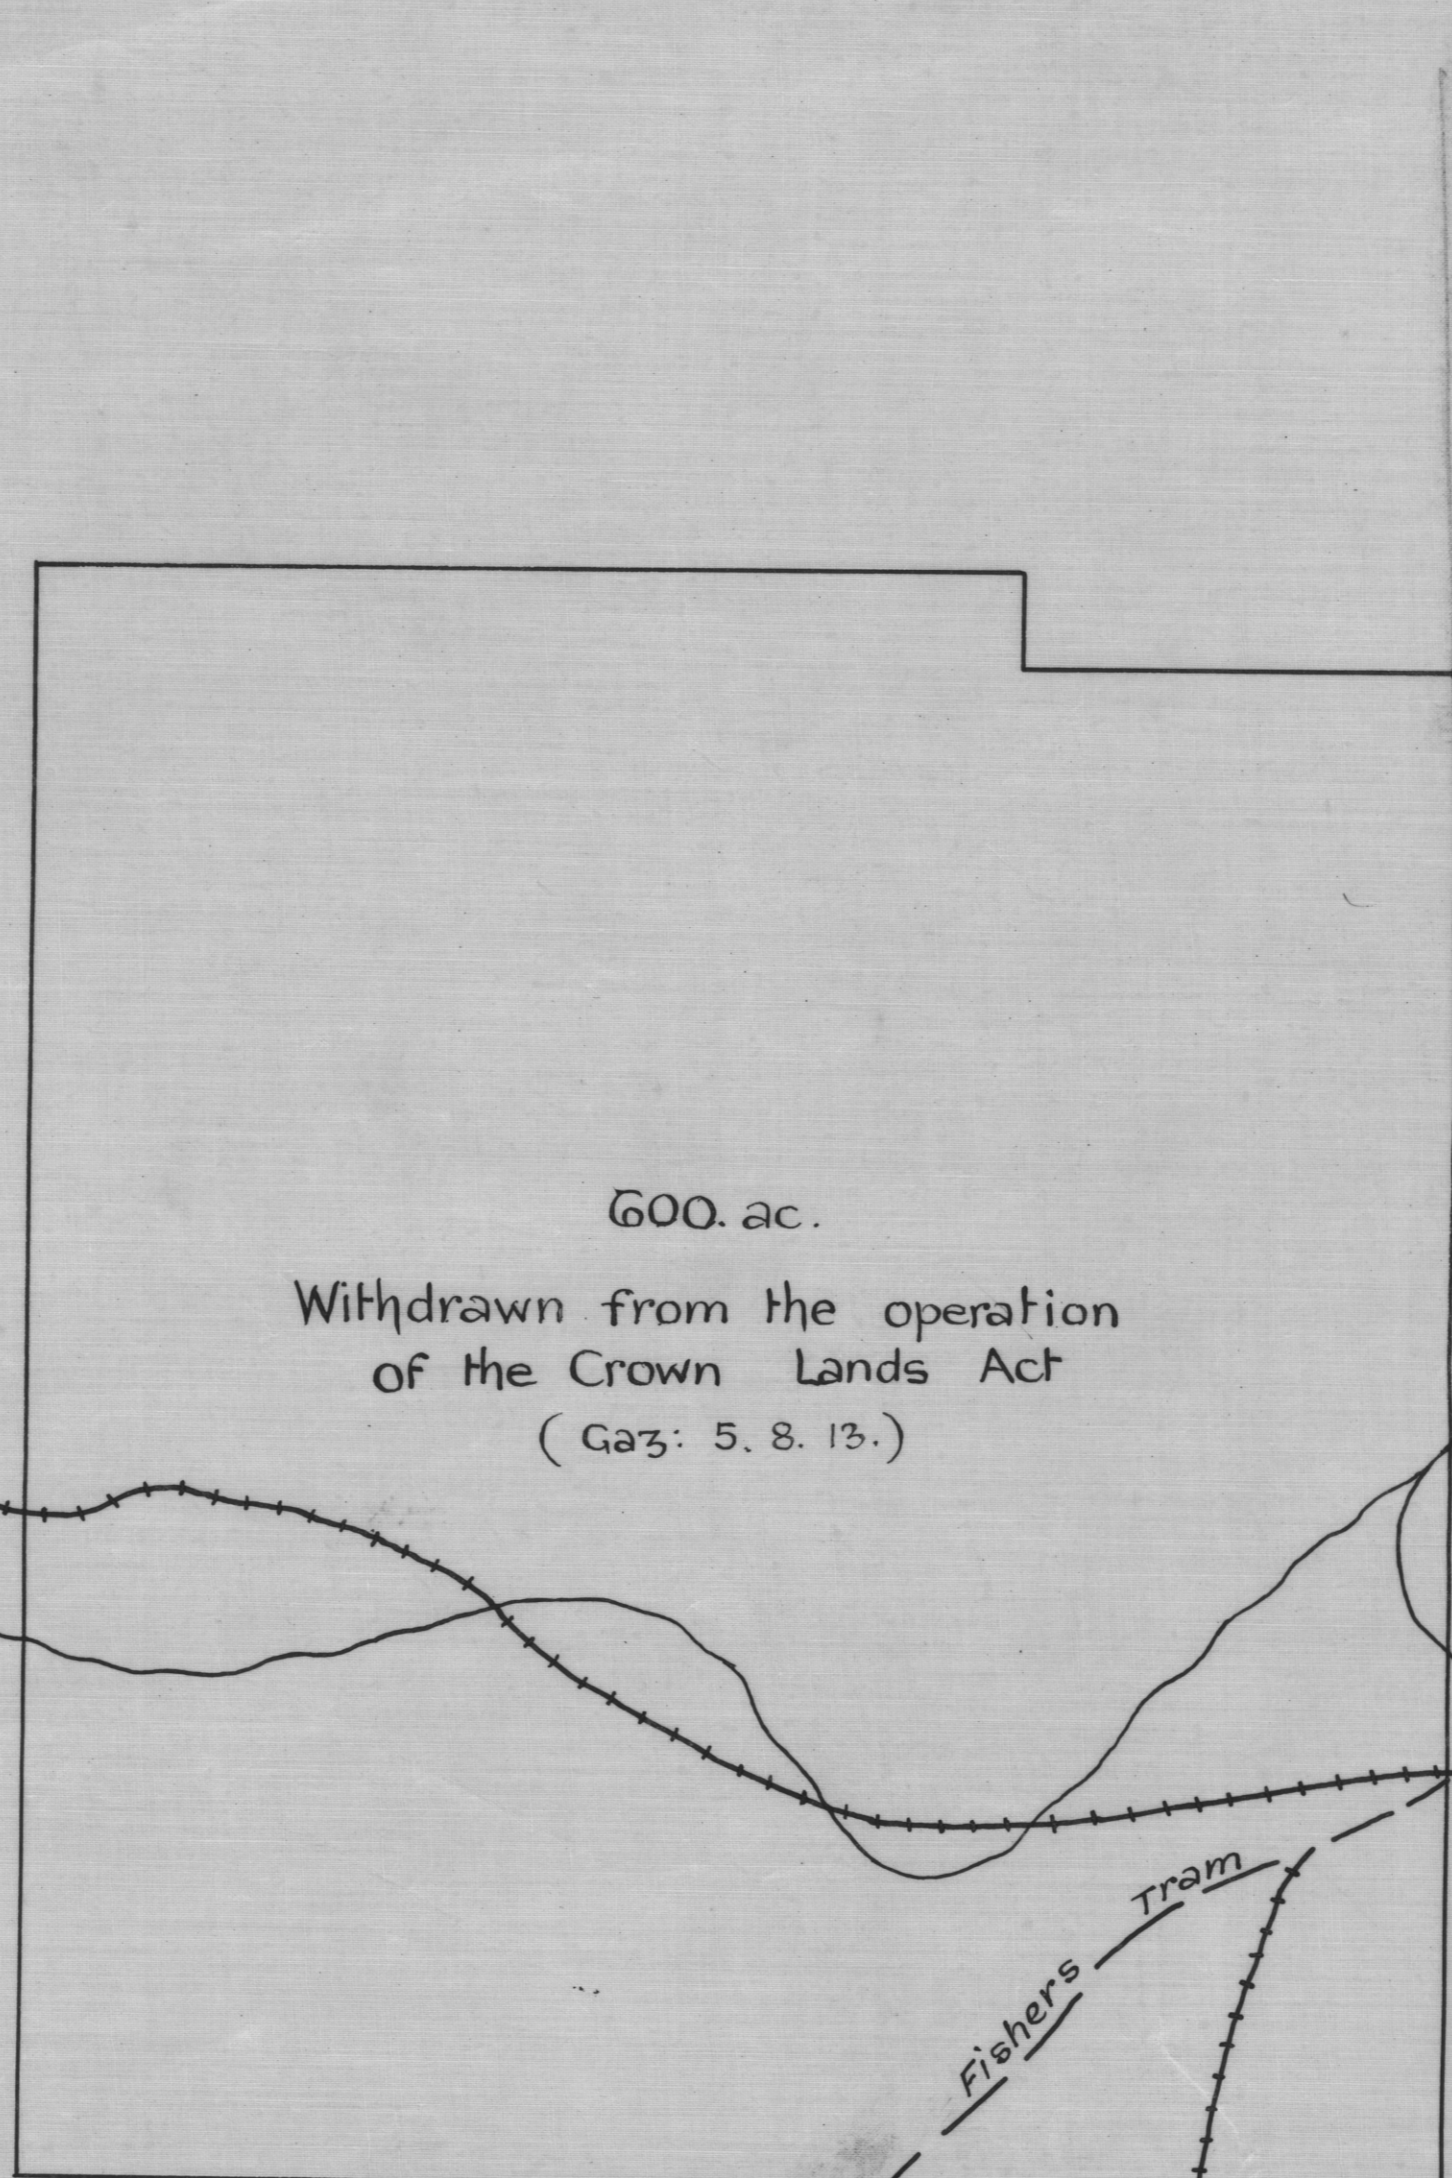 600. ac.
Withdrawn from the operation
of the Crown Lands Act
( Gaz: 5. 8. 13.)
Fishers Tram